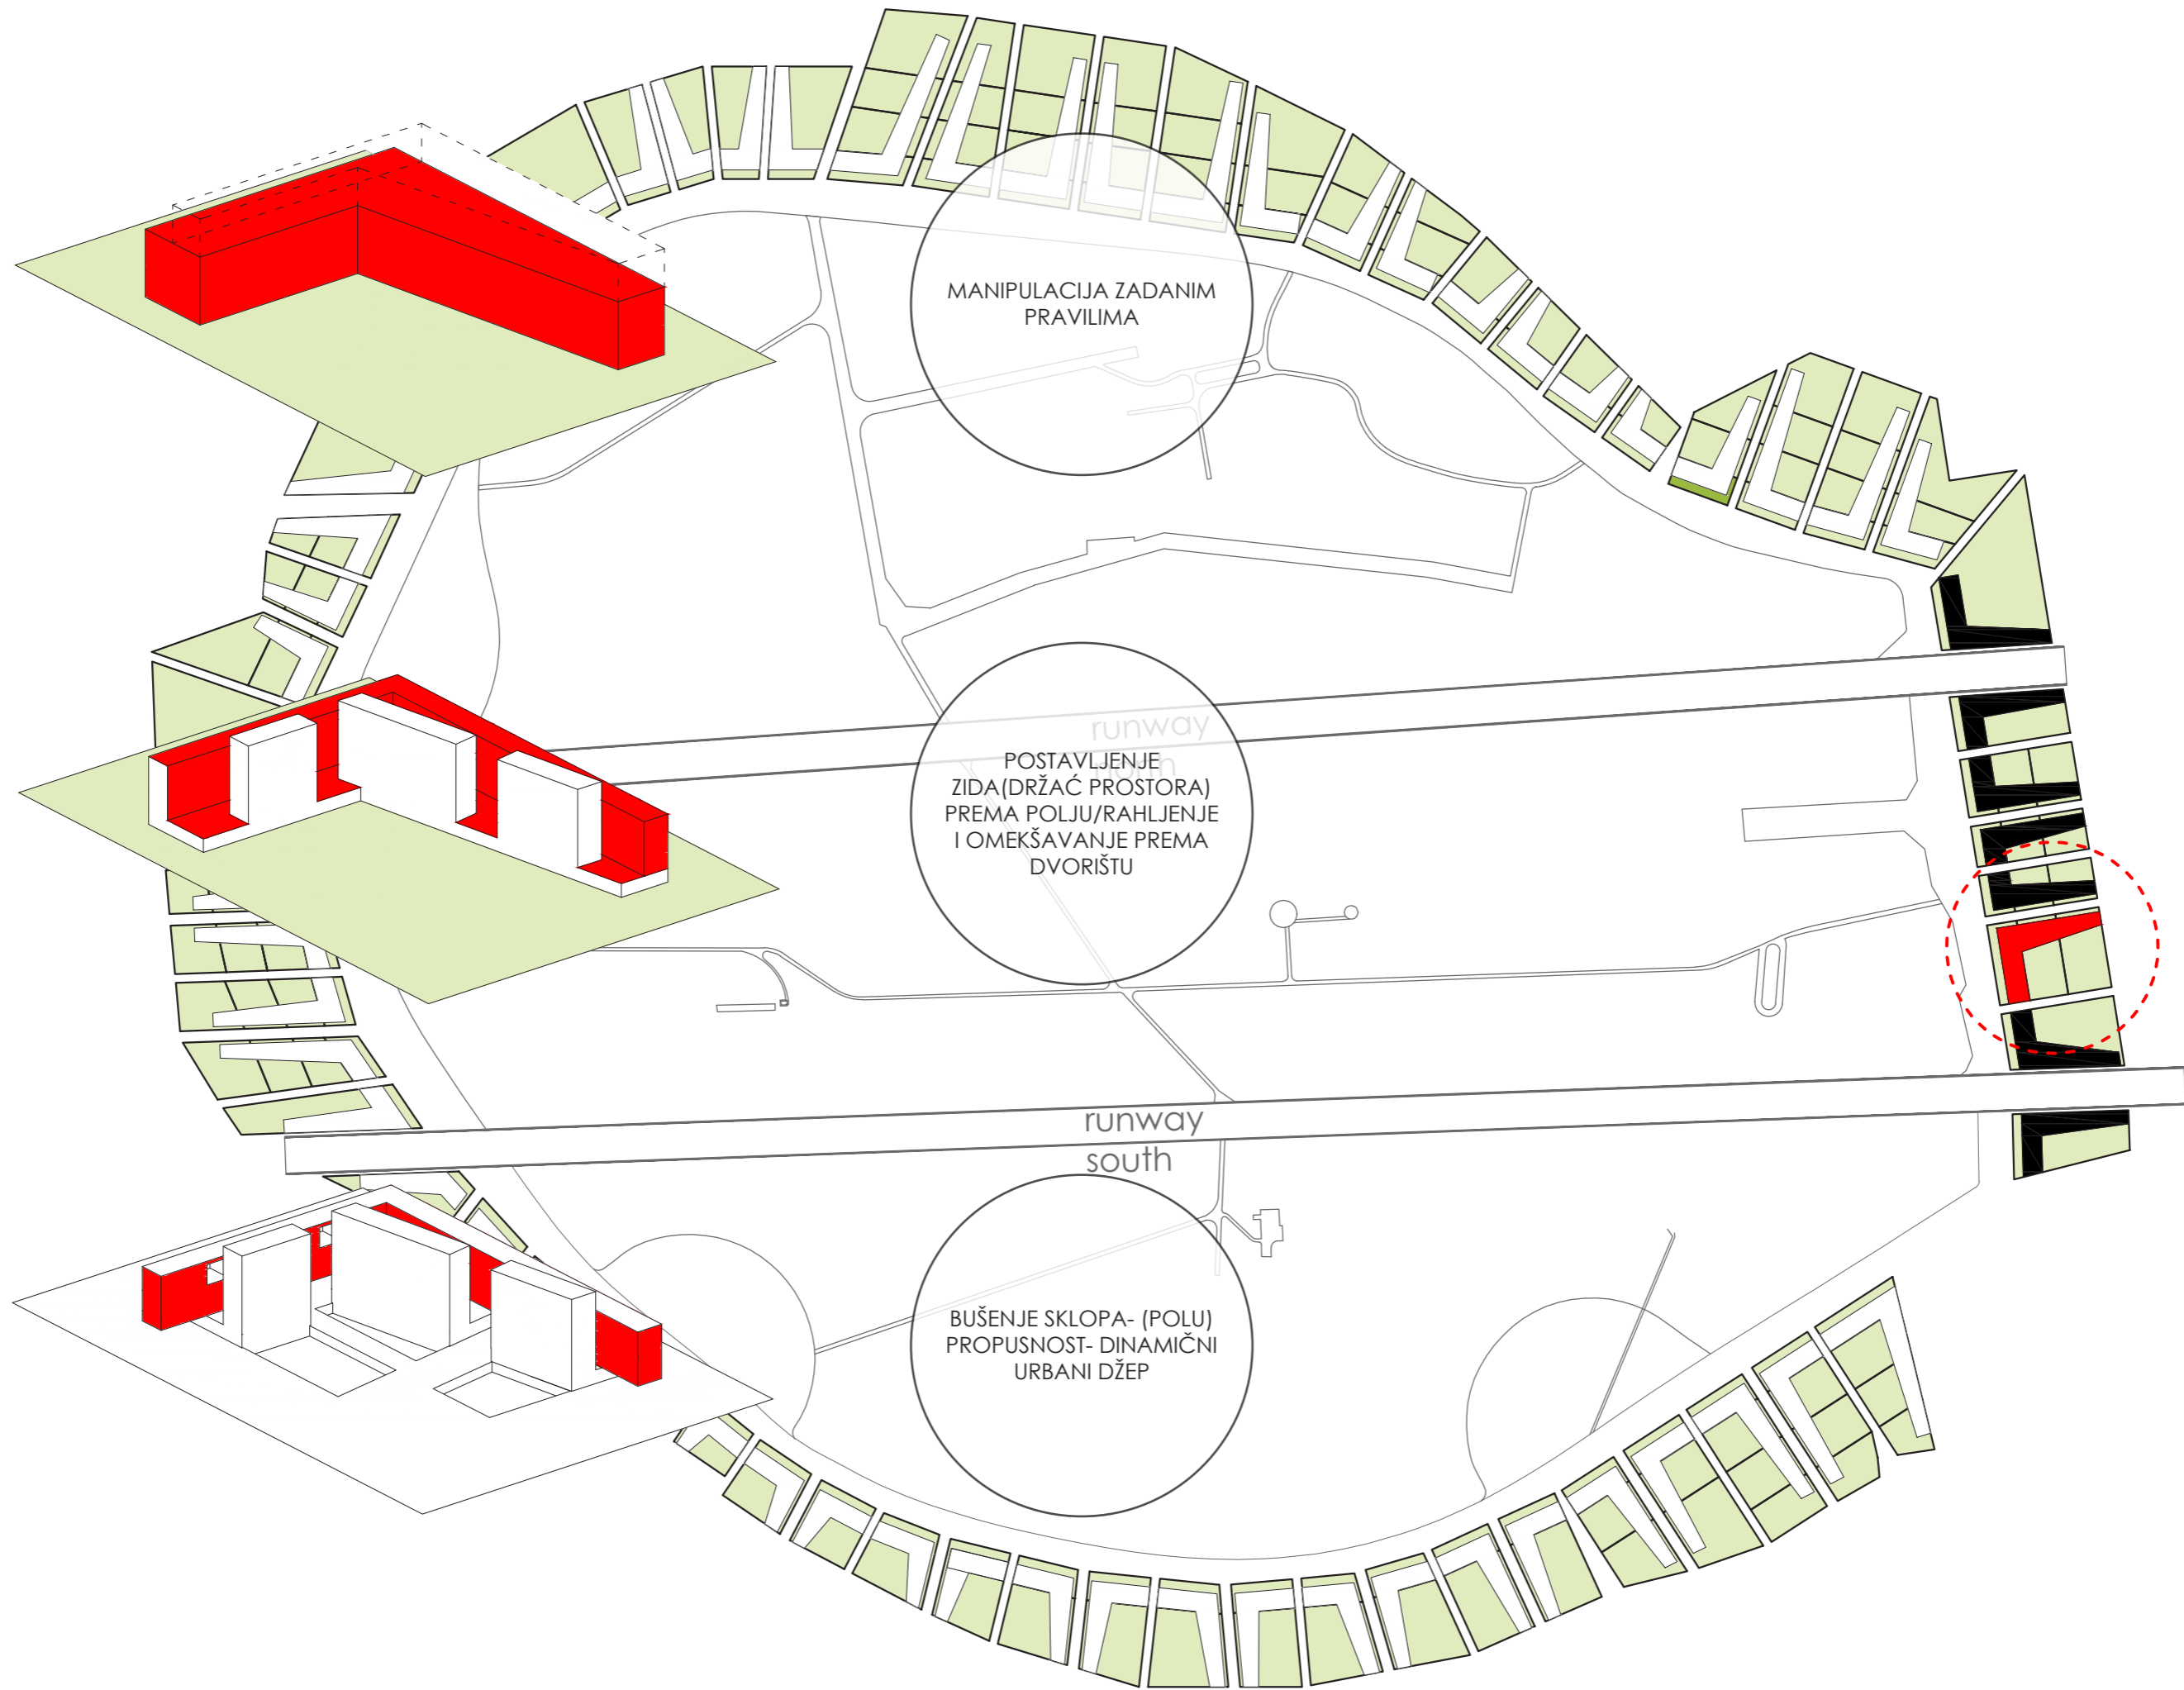 MANIPULACIJA ZADANIM
PRAVILIMA
runway
north
POSTAVLJENJE
ZIDA(DRŽAĆ PROSTORA)
PREMA POLJU/RAHLJENJE
I OMEKŠAVANJE PREMA
DVORIŠTU
runway
south
BUŠENJE SKLOPA- (POLU)
PROPUSNOST- DINAMIČNI
URBANI DŽEP